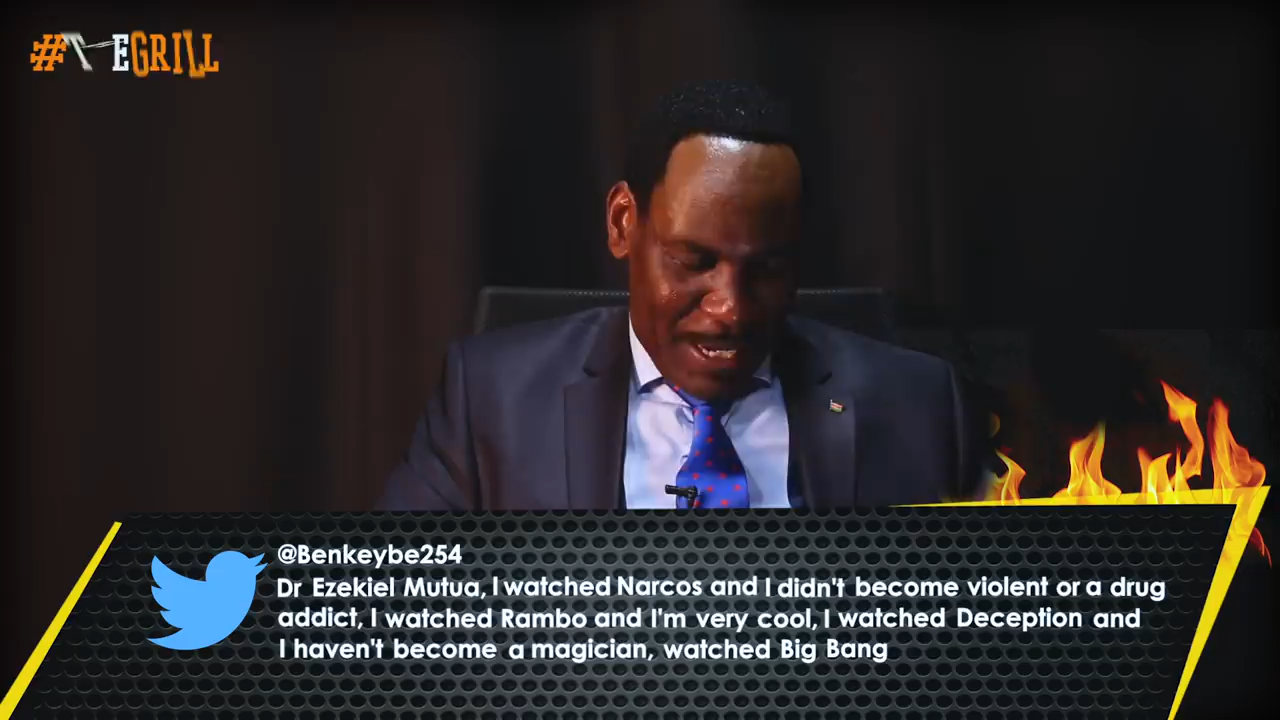 #THEGRILL
@Benkeybe254
Dr Ezekiel Mutua, I watched Narcos and I didn't become violent or a drug
addict, I watched Rambo and I'm very cool, I watched Deception and
I haven't become a magician, watched Big Bang